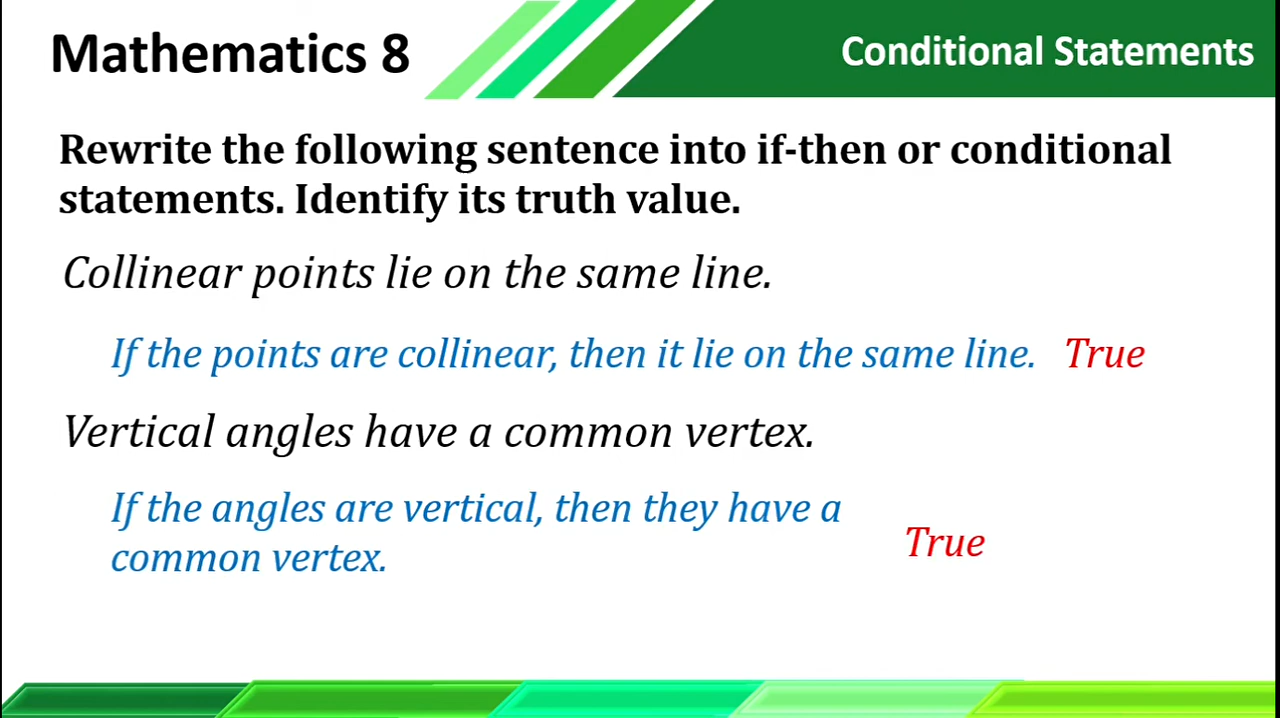 Mathematics 8
Conditional Statements
Rewrite the following sentence into if-then or conditional
statements. Identify its truth value.
Collinear points lie on the same line.
If the points are collinear, then it lie on the same line. True
Vertical angles have a common vertex.
If the angles are vertical, then they have a
common vertex.
True